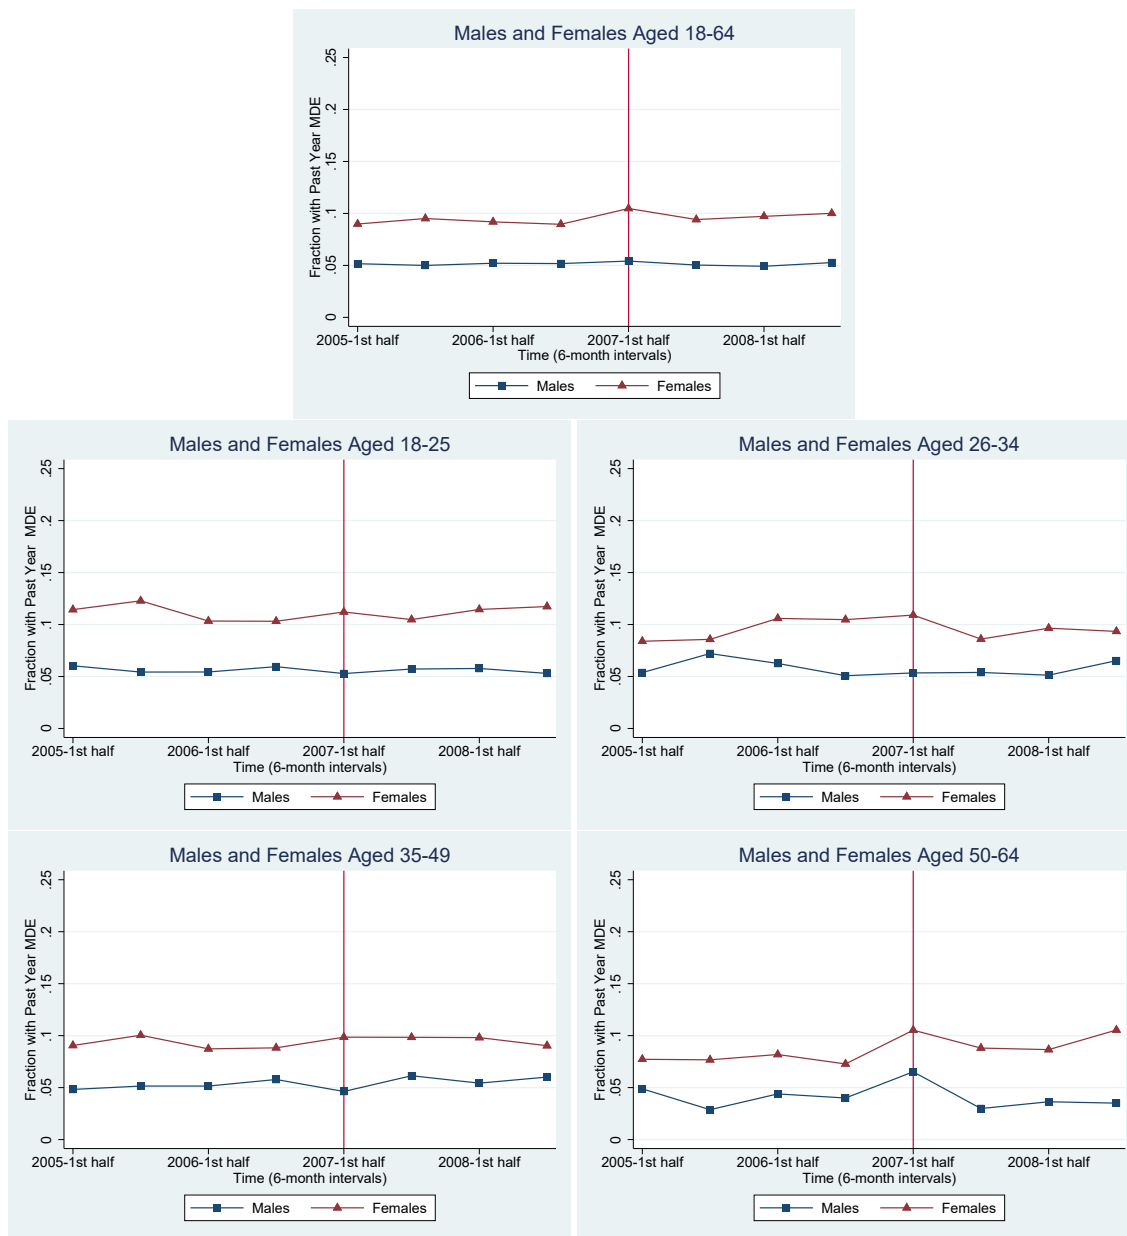 Males and Females Aged 18-64
Fraction with Past Year MDE
.25
.2
.15
.1
.05
0
2005-1st half 2006-1st half 2007-1st half 2008-1st half
Time (6-month intervals)
Males Females
Males and Females Aged 18-25
Fraction with Past Year MDE
.25
.2
.15
.1
.05
0
2005-1st half 2006-1st half 2007-1st half 2008-1st half
Time (6-month intervals)
Males Females
Males and Females Aged 26-34
Fraction with Past Year MDE
.25
.2
.15
.1
.05
0
2005-1st half 2006-1st half 2007-1st half 2008-1st half
Time (6-month intervals)
Males Females
Males and Females Aged 35-49
Fraction with Past Year MDE
.25
.2
.15
.1
.05
0
2005-1st half 2006-1st half 2007-1st half 2008-1st half
Time (6-month intervals)
Males Females
Males and Females Aged 50-64
Fraction with Past Year MDE
.25
.2
.15
.1
.05
0
2005-1st half 2006-1st half 2007-1st half 2008-1st half
Time (6-month intervals)
Males Females